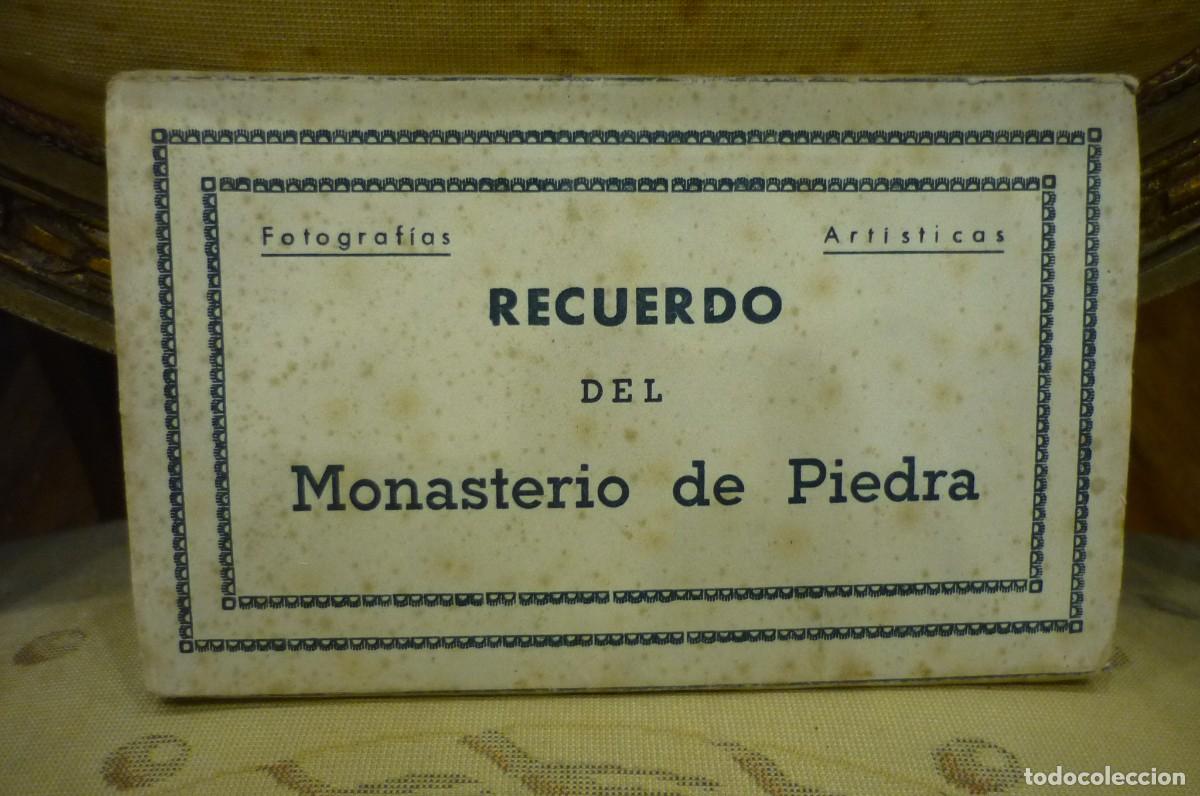 Fotografías Artisticas
RECUERDO
DEL
Monasterio de Piedra
todocoleccion